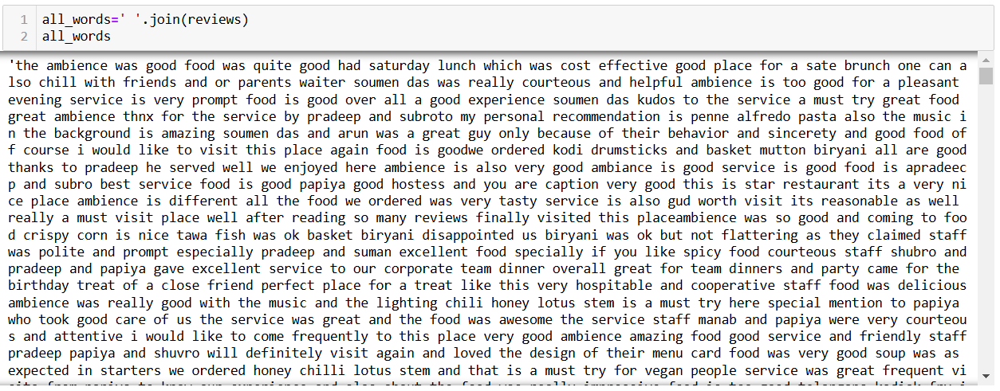 1 all_words=' '.join(reviews)
2 all_words
'the ambience was good food was quite good had saturday lunch which was cost effective good place for a sate brunch one can a
lso chill with friends and or parents waiter soumen das was really courteous and helpful ambience is too good for a pleasant
evening service is very prompt food is good over all a good experience soumen das kudos to the service a must try great food
great ambience thnx for the service by pradeep and subroto my personal recommendation is penne alfredo pasta also the music i
n the background is amazing soumen das and arun was a great guy only because of their behavior and sincerety and good food of
f course i would like to visit this place again food is goodwe ordered kodi drumsticks and basket mutton biryani all are good
thanks to pradeep he served well we enjoyed here ambience is also very good ambiance is good service is good food is apradeec
p and subro best service food is good papiya good hostess and you are caption very good this is star restaurant its a very ni
ce place ambience is different all the food we ordered was very tasty service is also gud worth visit its reasonable as well
really a must visit place well after reading so many reviews finally visited this placeambience was so good and coming to foo
d crispy corn is nice tawa fish was ok basket biryani disappointed us biryani was ok but not flattering as they claimed staff
was polite and prompt especially pradeep and suman excellent food specially if you like spicy food courteous staff shubro and
pradeep and papiya gave excellent service to our corporate team dinner overall great for team dinners and party came for the
birthday treat of a close friend perfect place for a treat like this very hospitable and cooperative staff food was delicious
ambience was really good with the music and the lighting chili honey lotus stem is a must try here special mention to papiya
who took good care of us the service was great and the food was awesome the service staff manab and papiya were very courteou
s and attentive i would like to come frequently to this place very good ambience amazing food good service and friendly staff
pradeep papiya and shuvro will definitely visit again and loved the design of their menu card food was very good soup was as
expected in starters we ordered honey chilli lotus stem and that is a must try for vegan people service was great frequent vi